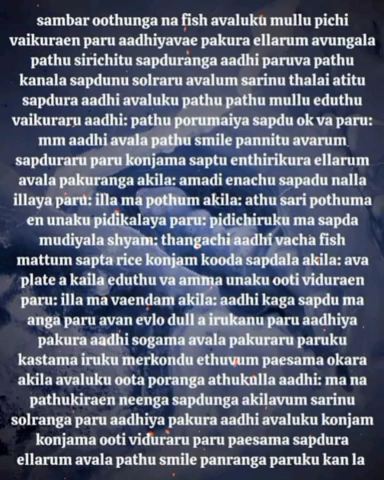 sambar oothunga na fish avaluku mullu pichi
vaikuraen paru aadhiyavae pakura ellarum avungala
pathu sirichitu sapduranga aadhi paruva pathu
kanala sapdunu solraru avalum sarinu thalai atitu
sapdura aadhi avaluku pathu pathu mullu eduthu
vaikuraru aadhi: pathu porumaiya sapdu ok va paru:
mm aadhi avala pathu smile pannitu avarum
sapduraru paru konjama saptu enthirikura ellarum
avala pakuranga akila: amadi enachu sapadu nalla
illaya paru: illa ma pothum akila: athu sari pothuma
en unaku pidikalaya paru: pidichiruku ma sapda
mudiyala shyam: thangachi aadhi vacha fish
mattum sapta rice konjam kooda sapdala akila: ava
plate a kaila eduthu va amma unaku ooti viduraen
paru: illa ma vaendam akila: aadhi kaga sapdu ma
anga paru avan evlo dull a irukanu paru aadhiya
pakura aadhi sogama avala pakuraru paruku
kastama iruku merkondu ethuvum paesama okara
akila avaluku oota poranga athukulla aadhi: ma na
pathukiraen neenga sapdunga akilavum sarinu
solranga paru aadhiya pakura aadhi avaluku konjam
konjama ooti viduraru paru paesama sapdura
ellarum avala pathu smile panranga paruku kan la